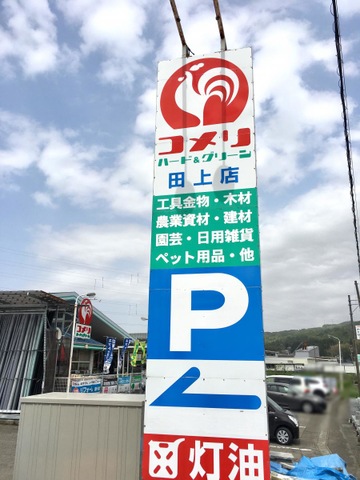 コメリ
ハード&グリーン
田上店
工具金物・木材
農業資材・建材
園芸・日用雑貨
ペット用品・他
P
灯油